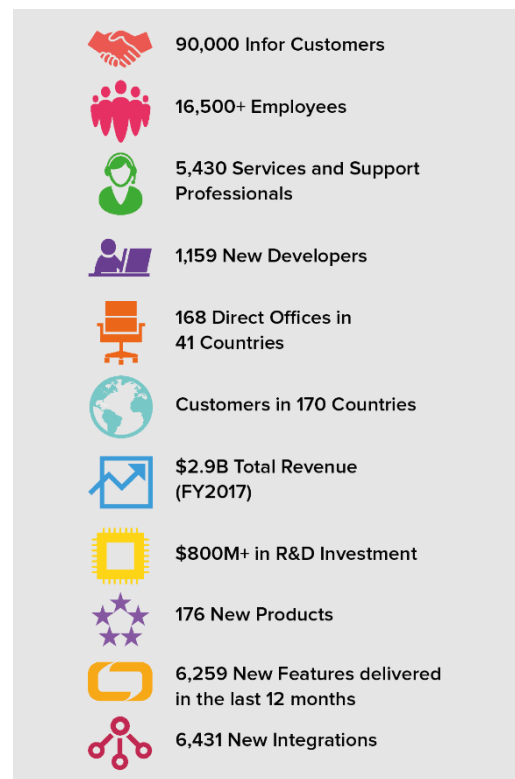 90,000 Infor Customers
16,500+ Employees
5,430 Services and Support
Professionals
1,159 New Developers
168 Direct Offices in
41 Countries
Customers in 170 Countries
$2.9B Total Revenue
(FY2017)
$800M+ in R&D Investment
176 New Products
6,259 New Features delivered
in the last 12 months
6,431 New Integrations